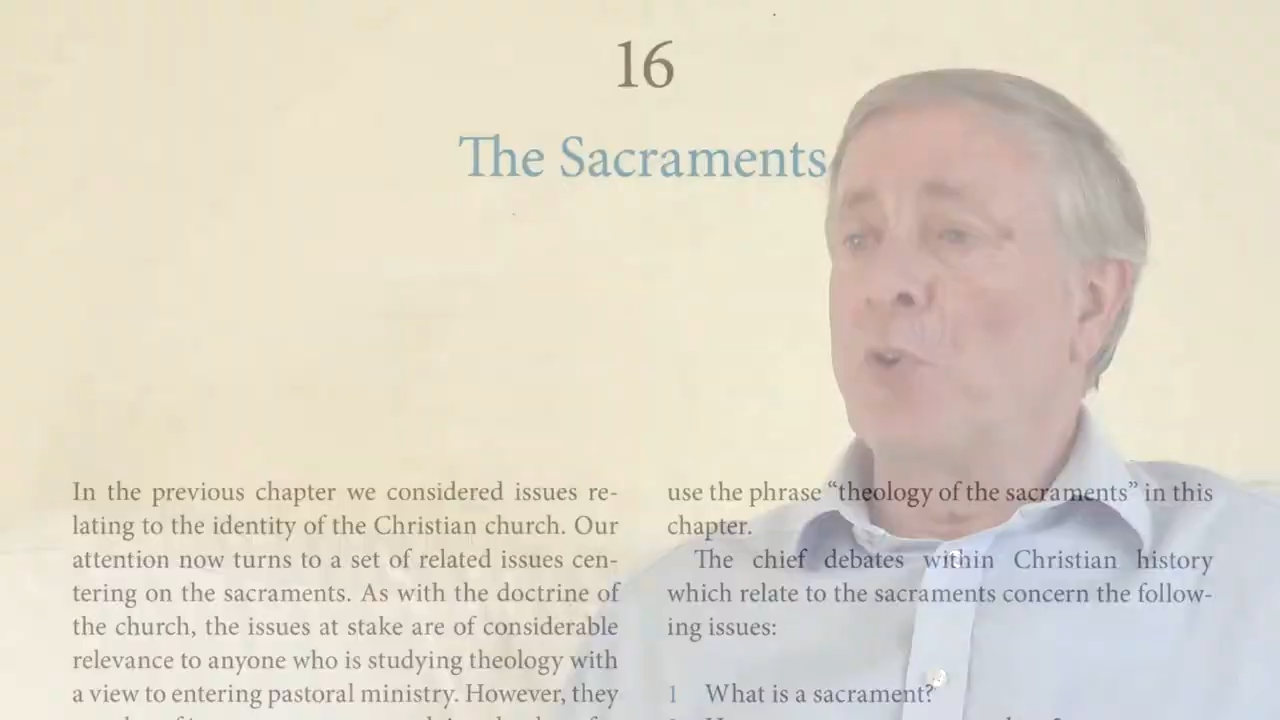 16
The Sacraments
In the previous chapter we considered issues re-
lating to the identity of the Christian church. Our
attention now turns to a set of related issues cen-
tering on the sacraments. As with the doctrine of
the church, the issues at stake are of considerable
relevance to anyone who is studying theology with
a view to entering pastoral ministry. However, they
use the phrase “theology of the sacraments” in this
chapter.
The chief debates within Christian history
which relate to the sacraments concern the follow-
ing issues:
1 What is a sacrament?